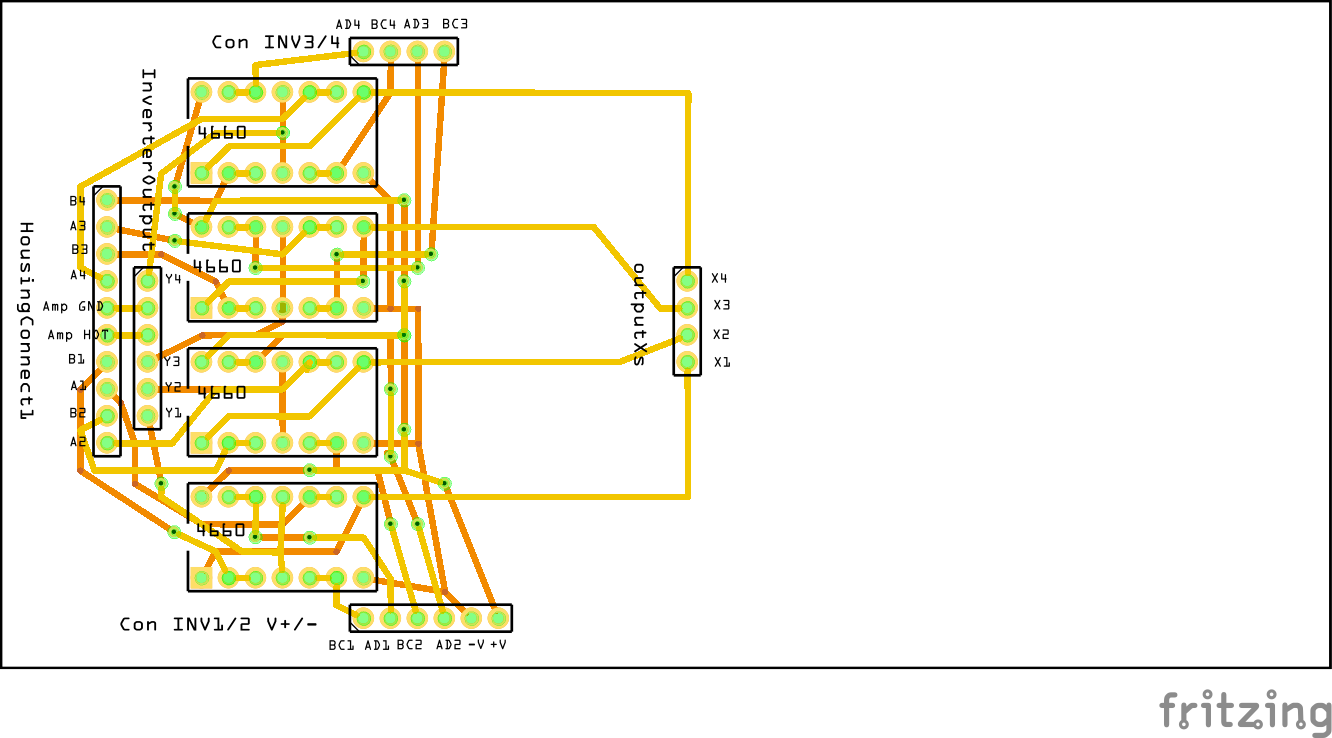 AD4 BC4 AD3 BC3
Con INV3/4
InverterOutput
4660
B4
A3
B3
A4
Amp GND
Amp HOT
B1
A1
B2
A2
HousingConnect1
Y4
Y3
Y2
Y1
4660
4660
4660
outputXs
X4
X3
X2
X1
Con INV1/2 V+/-
BC1 AD1 BC2 AD2 -V +V
fritzing